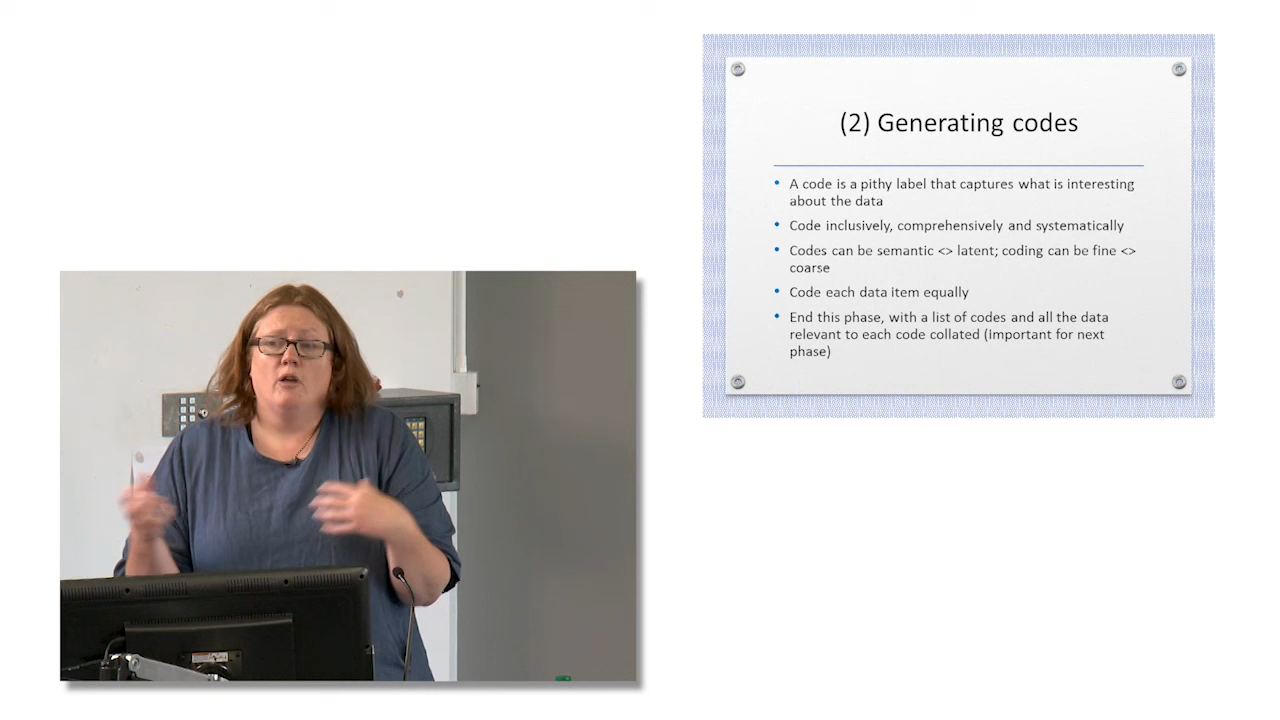 (2) Generating codes
• A code is a pithy label that captures what is interesting
about the data
• Code inclusively, comprehensively and systematically
• Codes can be semantic <> latent; coding can be fine <>
coarse
• Code each data item equally
• End this phase, with a list of codes and all the data
relevant to each code collated (important for next
phase)